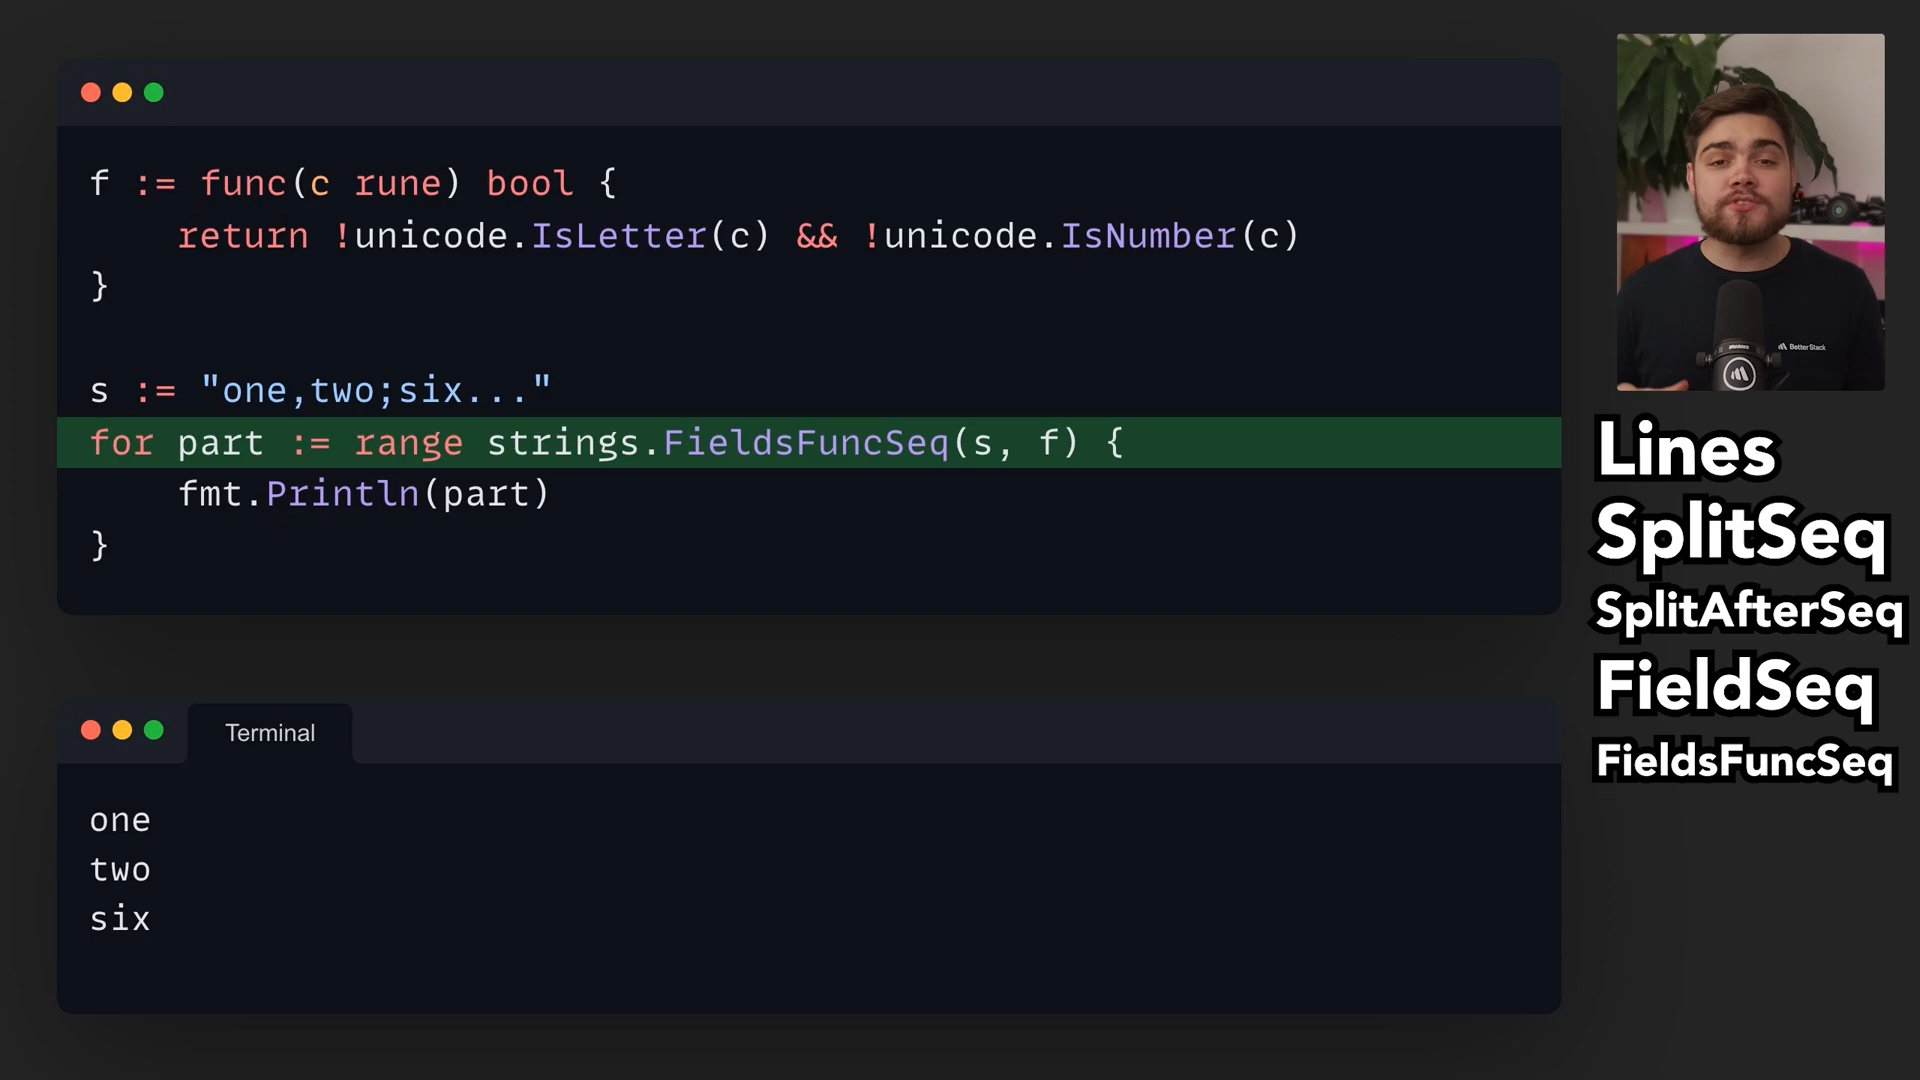 f := func(c rune) bool {
    return !unicode.IsLetter(c) && !unicode.IsNumber(c)
}
s := "one,two;six..."
for part := range strings.FieldsFuncSeq(s, f) {
    fmt.Println(part)
}
Terminal
one
two
six
BetterStack
Lines
SplitSeq
SplitAfterSeq
FieldSeq
FieldsFuncSeq